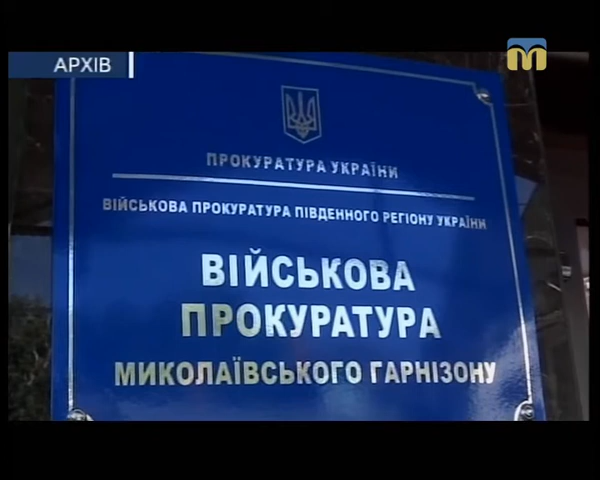 АРХІВ
ПРОКУРАТУРА УКРАЇНИ
ВІЙСЬКОВА ПРОКУРАТУРА ПІВДЕННОГО РЕГІОНУ УКРАЇНИ
ВІЙСЬКОВА
ПРОКУРАТУРА
МИКОЛАЇВСЬКОГО ГАРНІЗОНУ